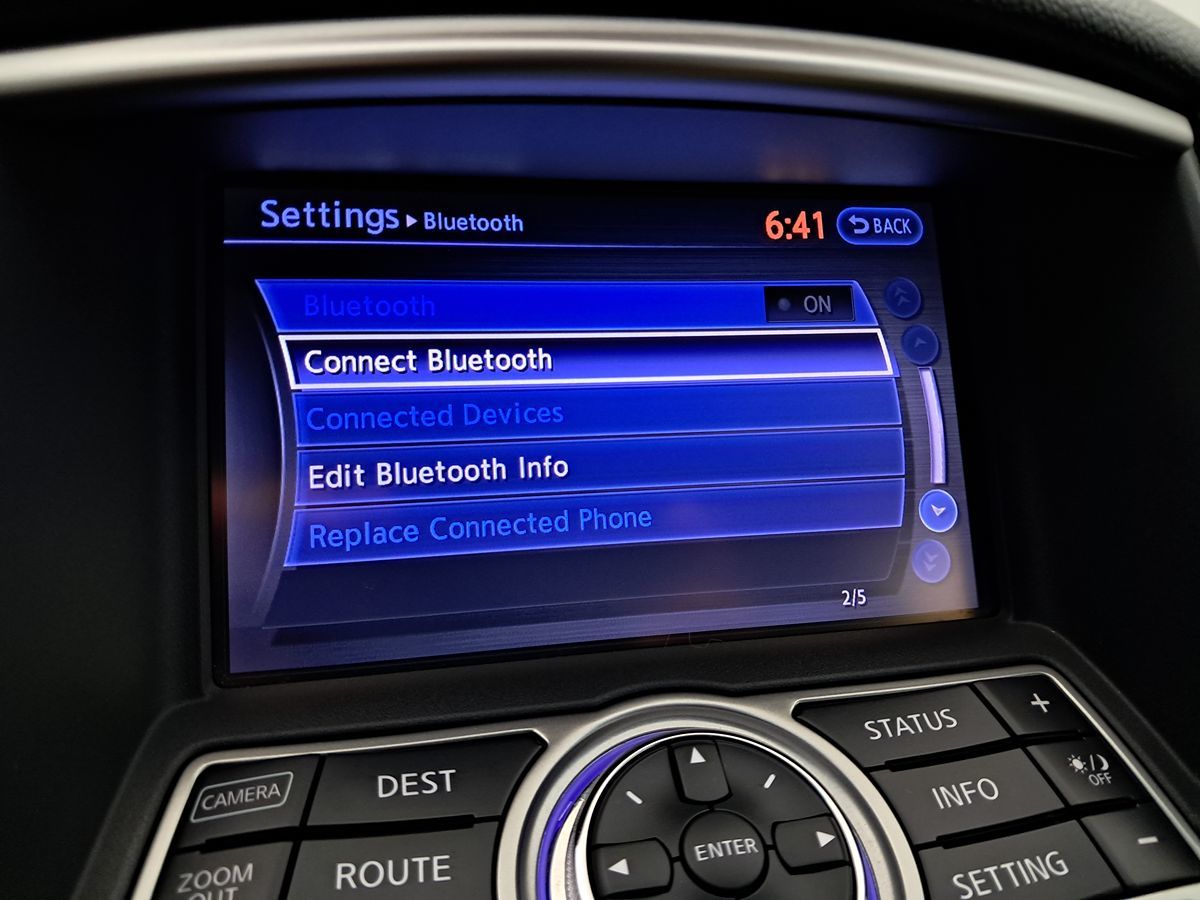 Settings ▸ Bluetooth 6:41 BACK
Bluetooth ON
Connect Bluetooth
Connected Devices
Edit Bluetooth Info
Replace Connected Phone
2/5
CAMERA DEST STATUS +
ZOOM OUT ROUTE ENTER INFO OFF
SETTING -